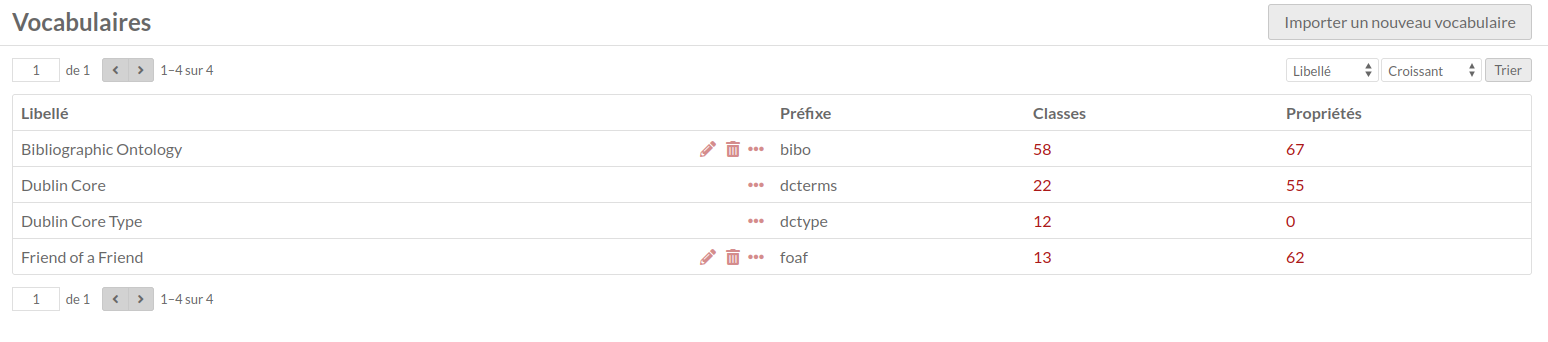 Vocabulaires
Importer un nouveau vocabulaire
1 de 1 1–4 sur 4
Libellé Croissant Trier
Libellé Préfixe Classes Propriétés
Bibliographic Ontology bibo 58 67
Dublin Core dcterms 22 55
Dublin Core Type dctype 12 0
Friend of a Friend foaf 13 62
1 de 1 1–4 sur 4